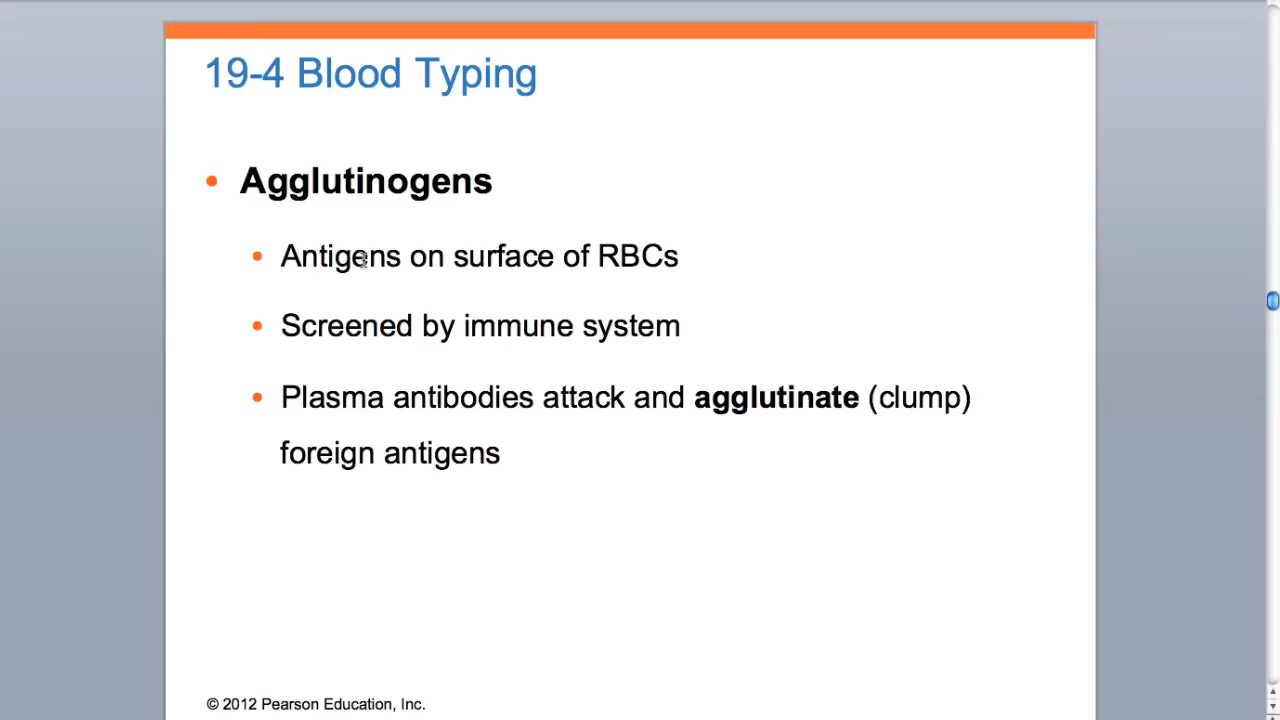 19-4 Blood Typing
• Agglutinogens
• Antigens on surface of RBCs
• Screened by immune system
• Plasma antibodies attack and agglutinate (clump)
foreign antigens
© 2012 Pearson Education, Inc.